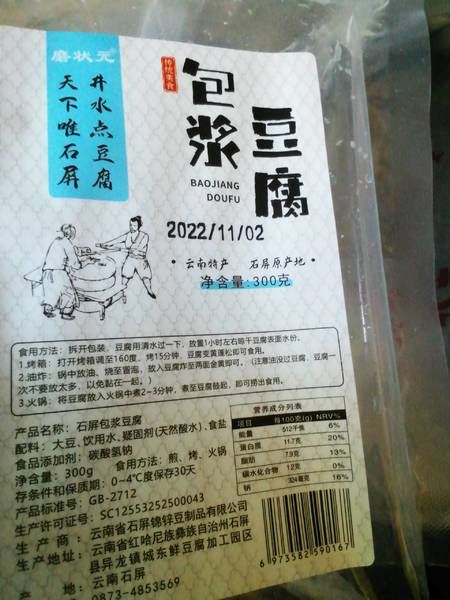 磨状元®
井水点豆腐
天下唯石屏
传统美食
包浆
豆腐
BAOJIANG
DOUFU
2022/11/02
•云南特产 石屏原产地•
净含量:300克
食用方法: 拆开包装、豆腐用清水过一下，放置1小时左右晾干豆腐表面水份。
1.烤箱: 打开烤箱调至160度，烤15分钟，豆腐变黄蓬松即可食用。
2.油炸: 锅中放油，烧至冒泡，放入豆腐炸至两面金黄即可。（注意油没过豆腐，豆腐一
次不要放太多，以免黏在一起。）
3.火锅: 将豆腐放入火锅中煮2~3分钟，煮至豆腐鼓起，即可捞出食用。
产品名称: 石屏包浆豆腐
配料: 大豆、饮用水、凝固剂(天然酸水)、食盐
食品添加剂: 碳酸氢钠
净含量: 300g 食用方法: 煎、烤、火锅
存条件和保质期: 0~4℃度保存30天
产品标准号: GB-2712
生产许可证号: SC12553252500043
生产商: 云南省石屏锦锌豆制品有限公司
生产地址: 云南省红哈尼族彝族自治州石屏
县异龙镇城东鲜豆腐加工园区
产地: 云南石屏
0873-4853569
营养成分列表
项目 每100克(g) NRV%
能量 512千焦 6%
蛋白质 11.7克 20%
脂肪 7.9克 13%
碳水化合物 1.2克 0%
钠 324毫克 16%
6973582590167